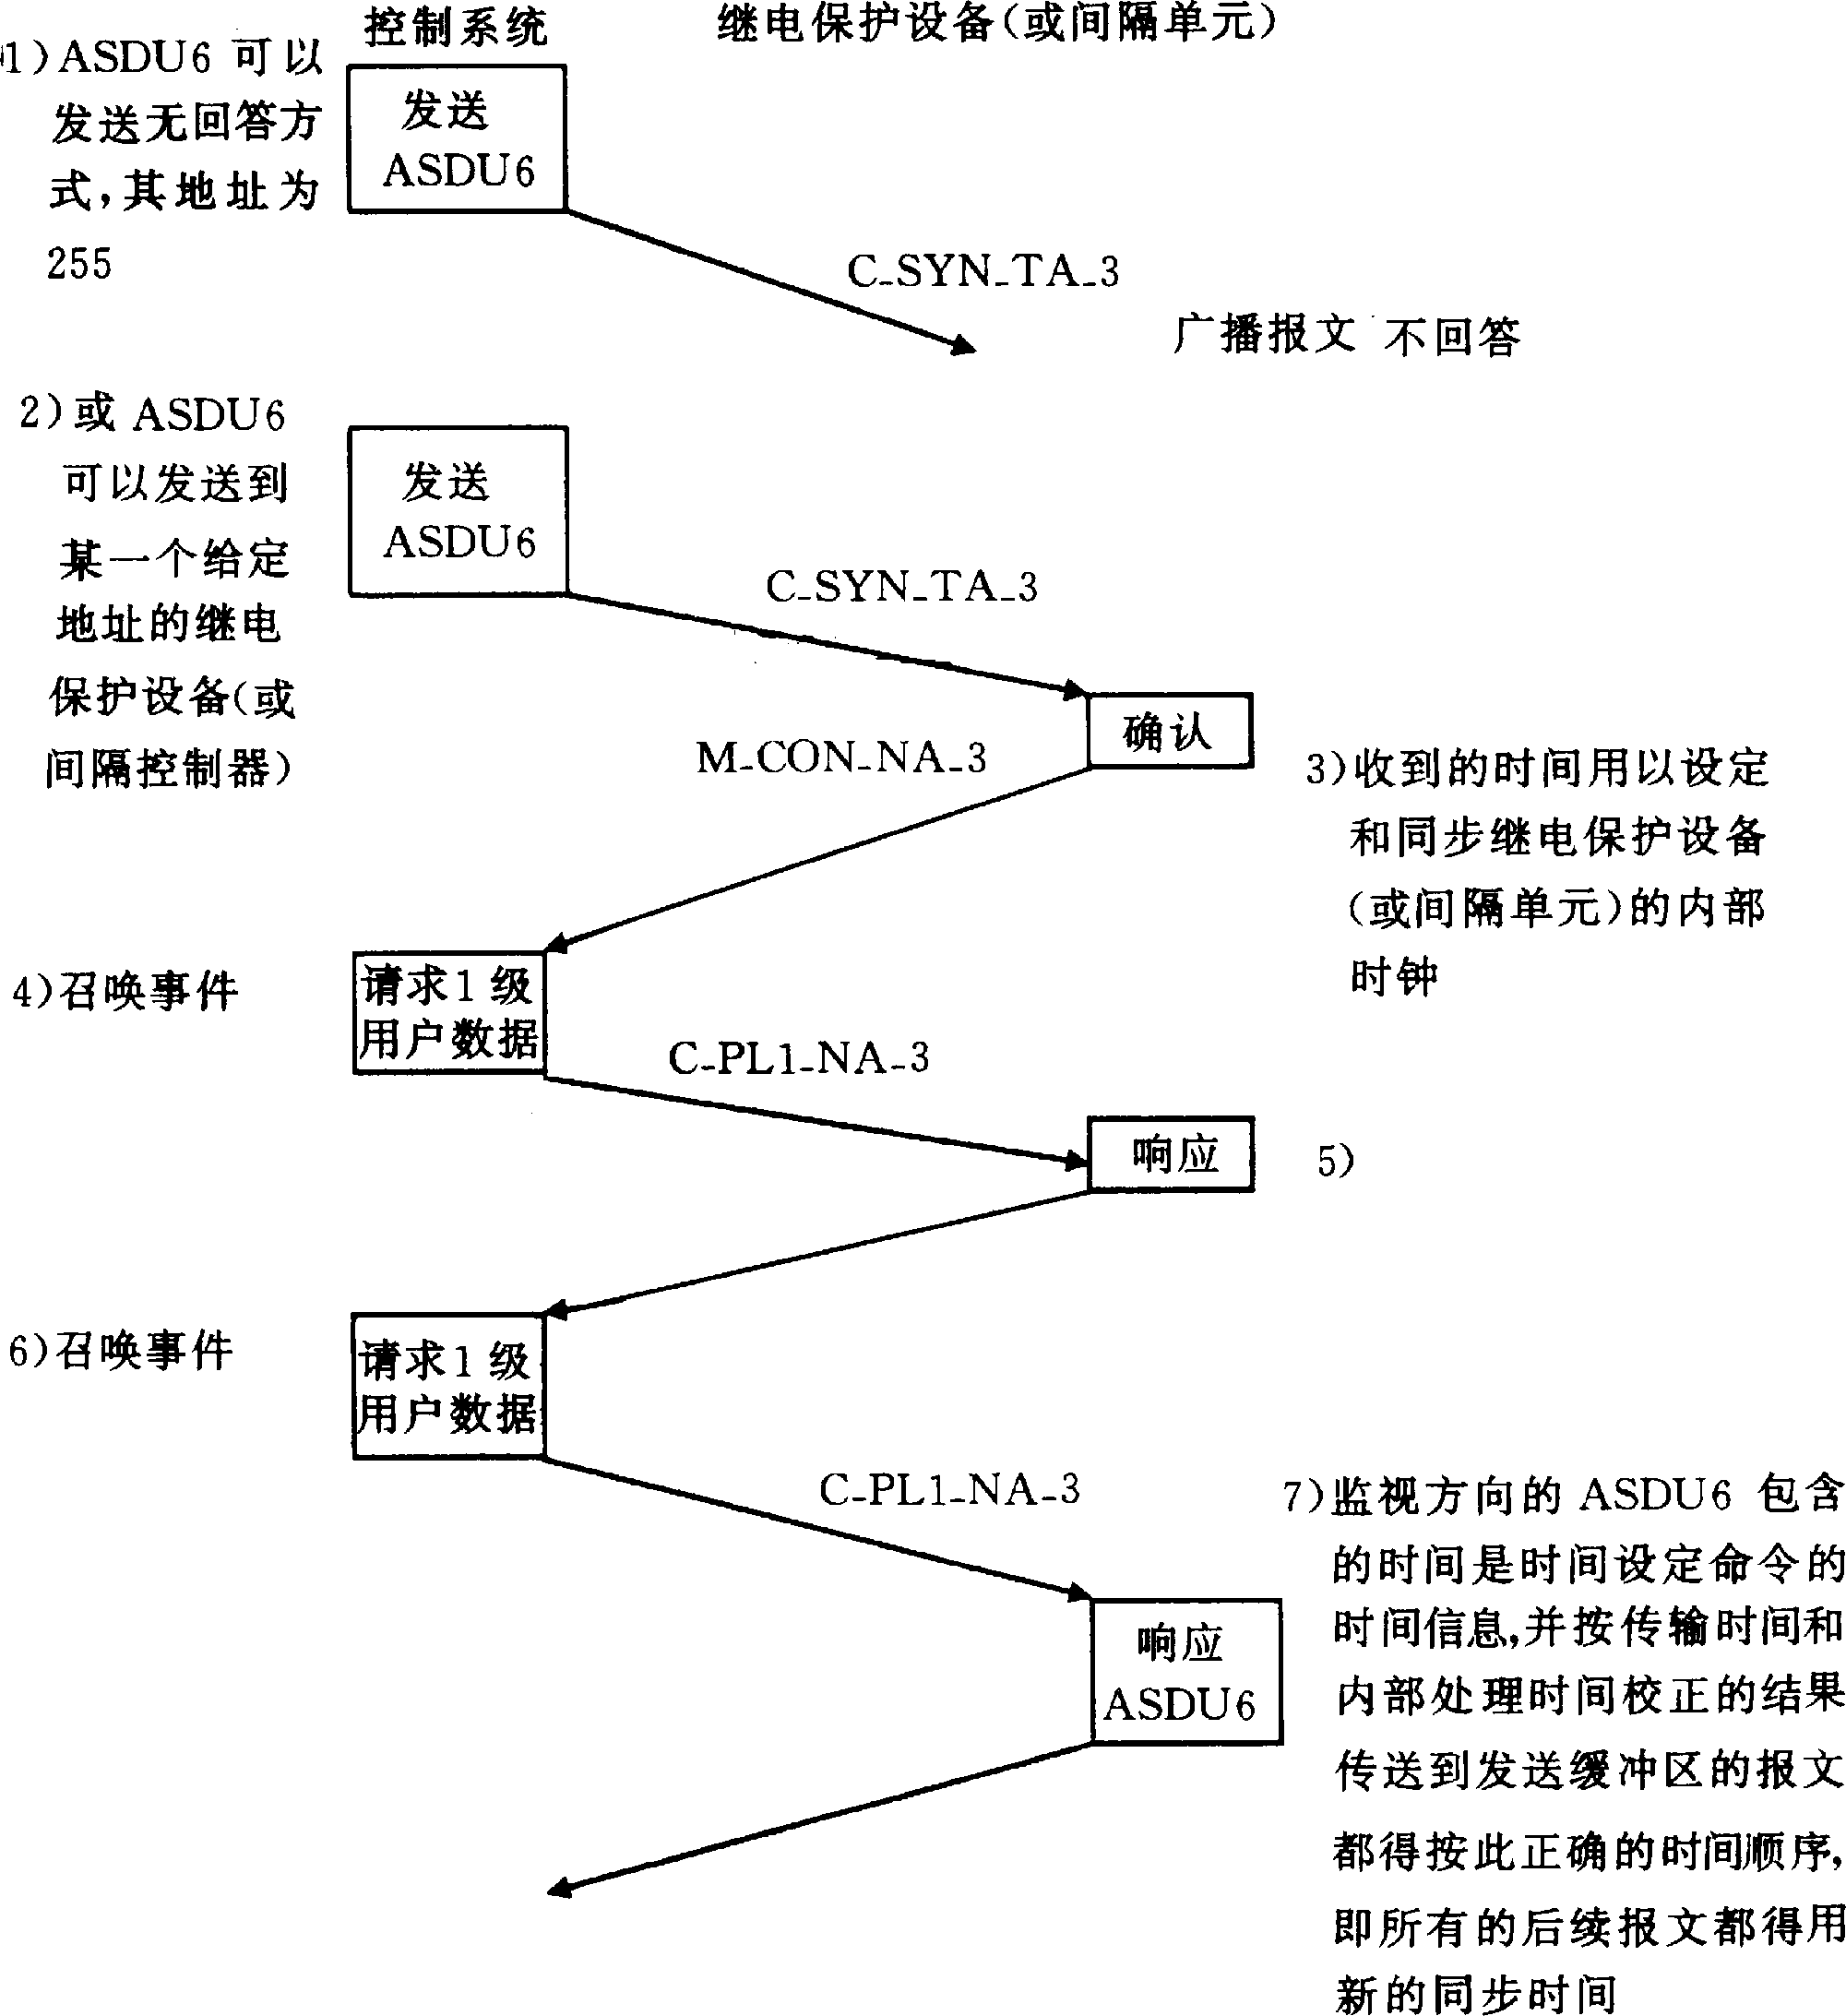 控制系统
继电保护设备(或间隔单元)
1)ASDU6 可以
发送无回答方
式,其地址为
255
发送
ASDU6
C_SYN_TA_3
广播报文 不回答
2)或 ASDU6
可以发送到
某一个给定
地址的继电
保护设备(或
间隔控制器)
发送
ASDU6
C_SYN_TA_3
确认
M_CON_NA_3
3)收到的时间用以设定
和同步继电保护设备
(或间隔单元)的内部
时钟
4)召唤事件
请求1级
用户数据
C_PL1_NA_3
响应
5)
6)召唤事件
请求1级
用户数据
C_PL1_NA_3
响应
ASDU6
7)监视方向的 ASDU6 包含
的时间是时间设定命令的
时间信息,并按传输时间和
内部处理时间校正的结果
传送到发送缓冲区的报文
都得按此正确的时间顺序,
即所有的后续报文都得用
新的同步时间